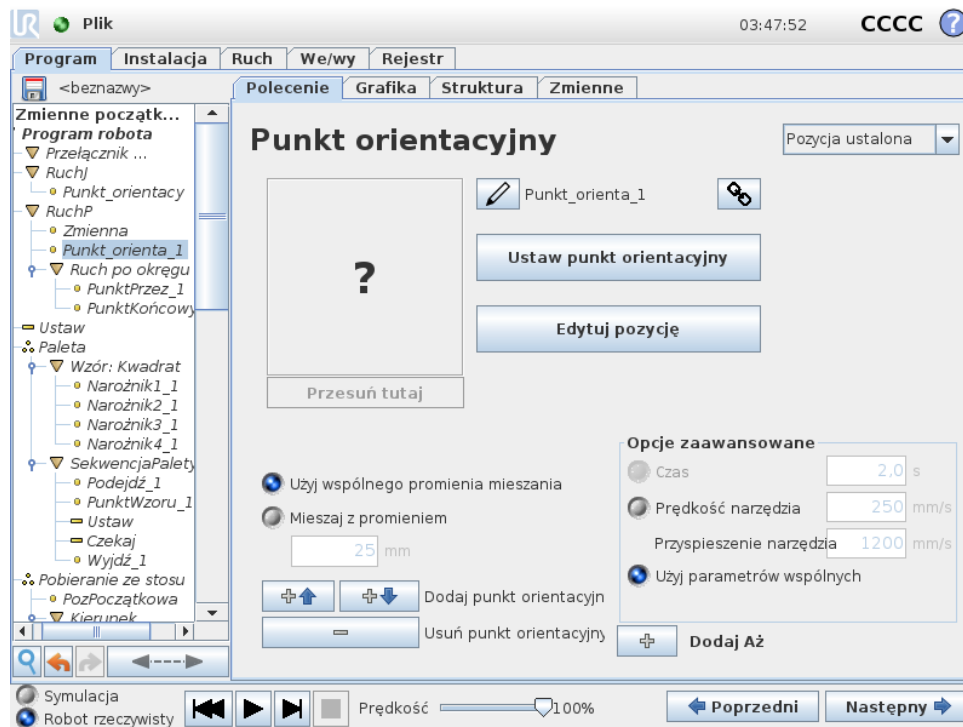 UR Plik 03:47:52 CCCC ?
Program Instalacja Ruch We/wy Rejestr
<beznazwy>
Polecenie Grafika Struktura Zmienne
Zmienne początk...
Program robota
Przełącznik ...
RuchJ
Punkt_orientacy
RuchP
Zmienna
Punkt_orienta_1
Ruch po okręgu
PunktPrzez_1
PunktKońcowy
Ustaw
Paleta
Wzór: Kwadrat
Narożnik1_1
Narożnik2_1
Narożnik3_1
Narożnik4_1
SekwencjaPalety
Podejdź_1
PunktWzoru_1
Ustaw
Czekaj
Wyjdź_1
Pobieranie ze stosu
PozPoczątkowa
Kierunek
Punkt orientacyjny
Pozycja ustalona
?
Punkt_orienta_1
Ustaw punkt orientacyjny
Edytuj pozycję
Przesuń tutaj
Użyj wspólnego promienia mieszania
Mieszaj z promieniem
25 mm
Dodaj punkt orientacyjn
Usuń punkt orientacyjny
Opcje zaawansowane
Czas 2,0 s
Prędkość narzędzia 250 mm/s
Przyspieszenie narzędzia 1200 mm/s
Użyj parametrów wspólnych
Dodaj Aż
Symulacja
Robot rzeczywisty
Prędkość 100%
Poprzedni Następny